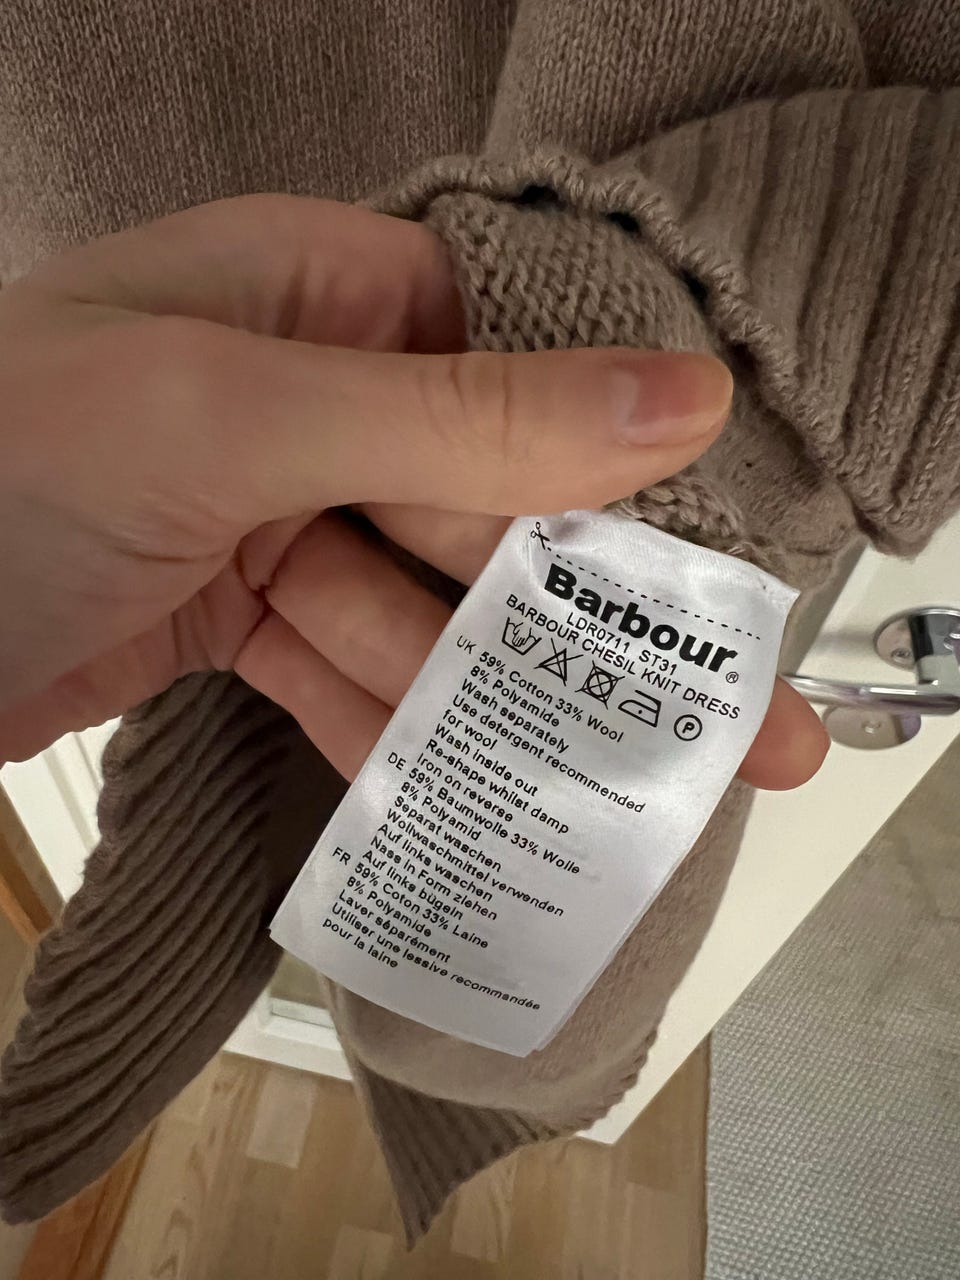 Barbour®
LDR0711 ST31
BARBOUR CHESIL KNIT DRESS
P
UK 59% Cotton 33% Wool
8% Polyamide
Wash separately
Use detergent recommended
for wool
Wash inside out
Re-shape whilst damp
Iron on reverse
DE 59% Baumwolle 33% Wolle
8% Polyamid
Separat waschen
Wollwaschmittel verwenden
Auf links waschen
Nass in Form ziehen
Auf links bügeln
FR 59% Coton 33% Laine
8% Polyamide
Laver séparément
Utiliser une lessive recommandée
pour la laine